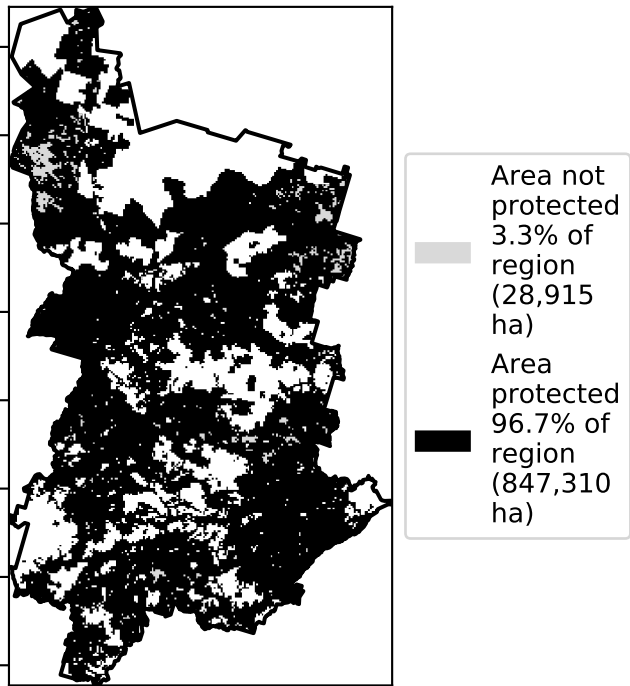 Area not
protected
3.3% of
region
(28,915
ha)
Area
protected
96.7% of
region
(847,310
ha)